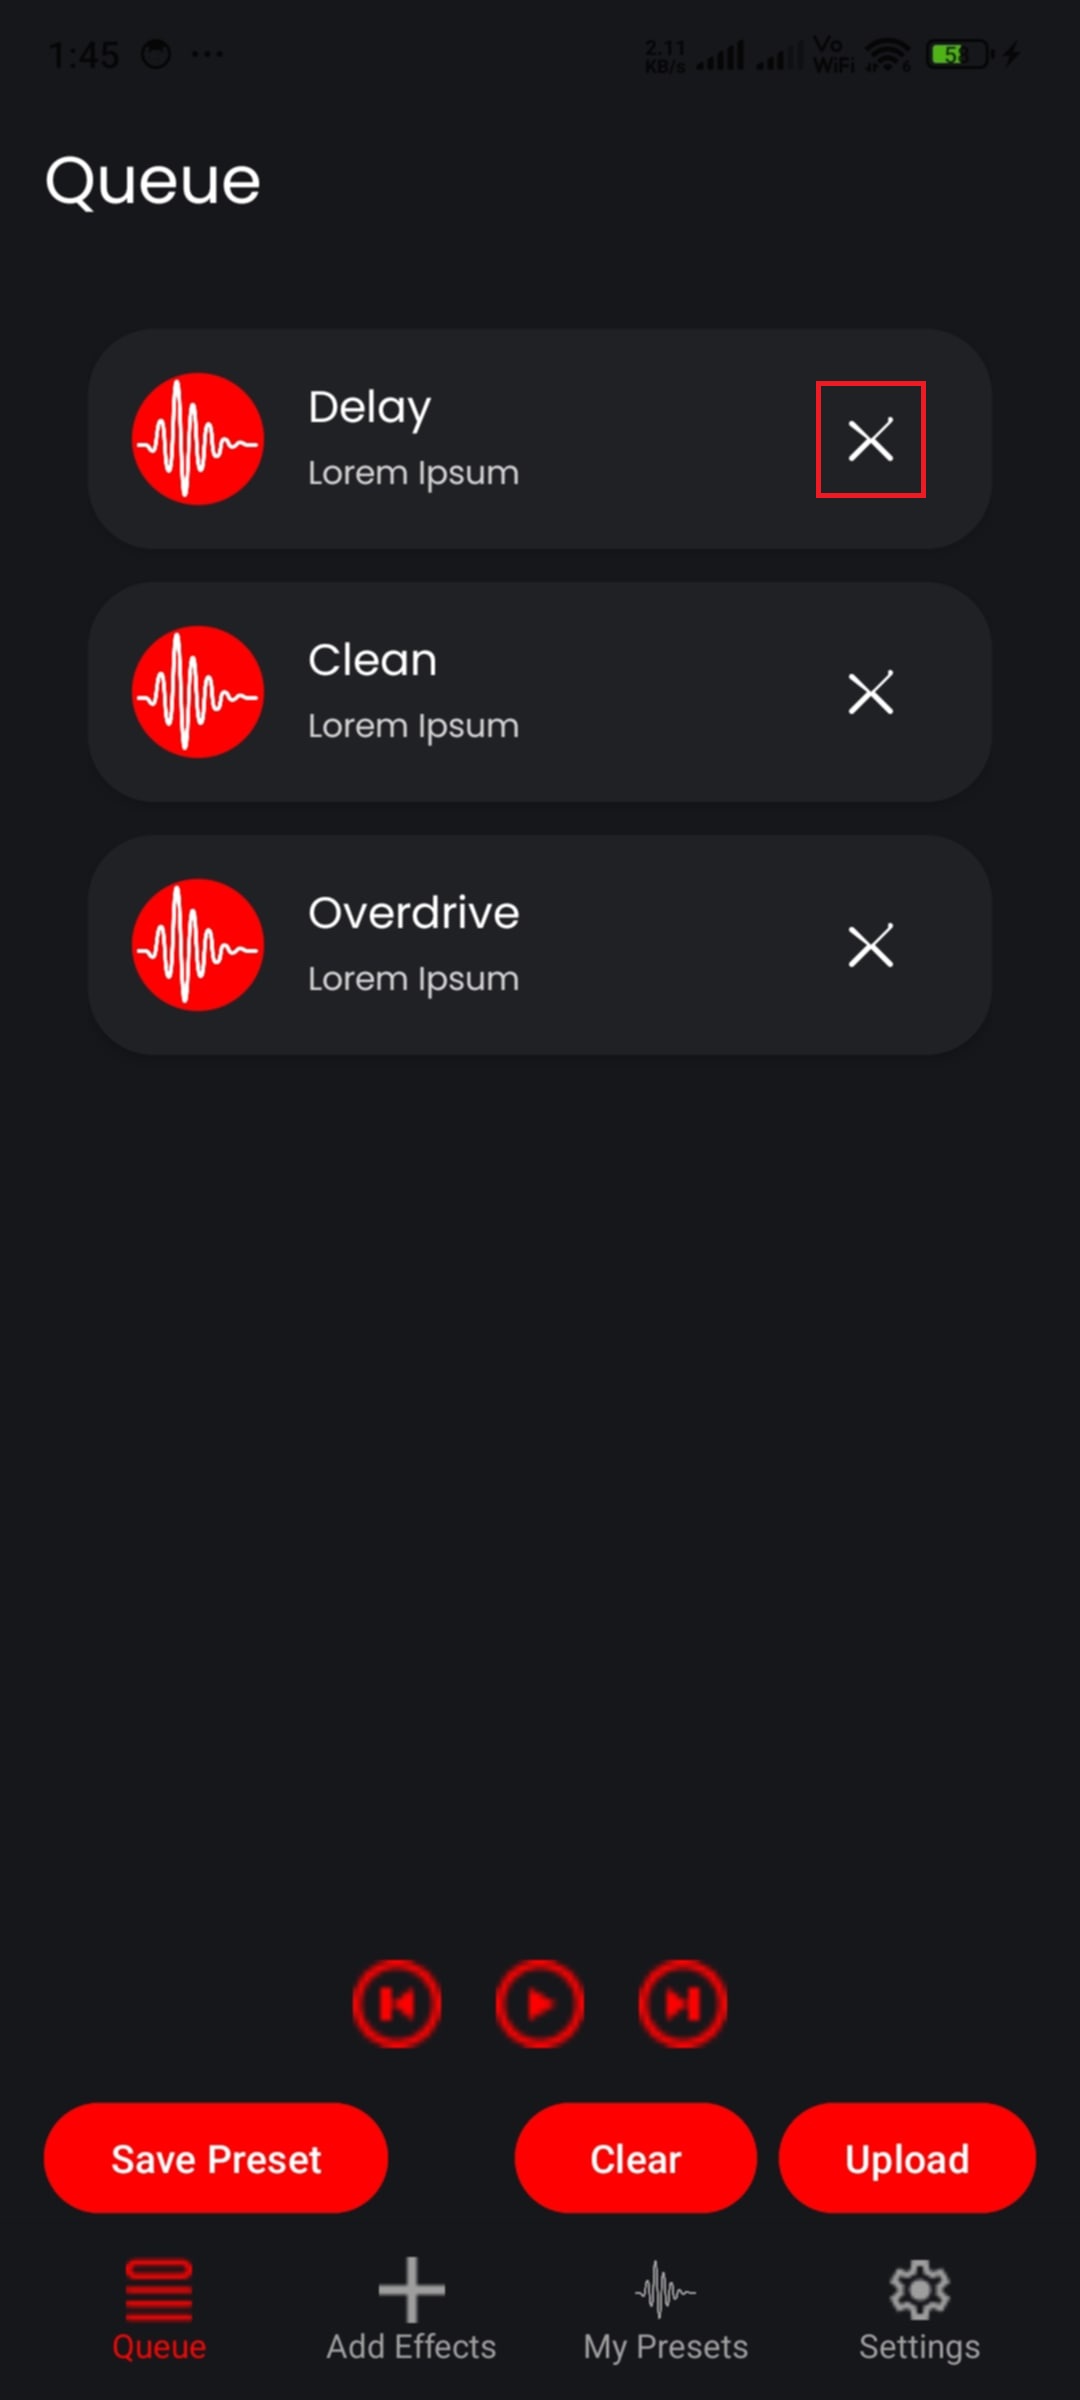 1:45
2.11
KB/s
Vo
WiFi
6
Queue
Delay
Lorem Ipsum
Clean
Lorem Ipsum
Overdrive
Lorem Ipsum
Save Preset
Clear
Upload
Queue
Add Effects
My Presets
Settings